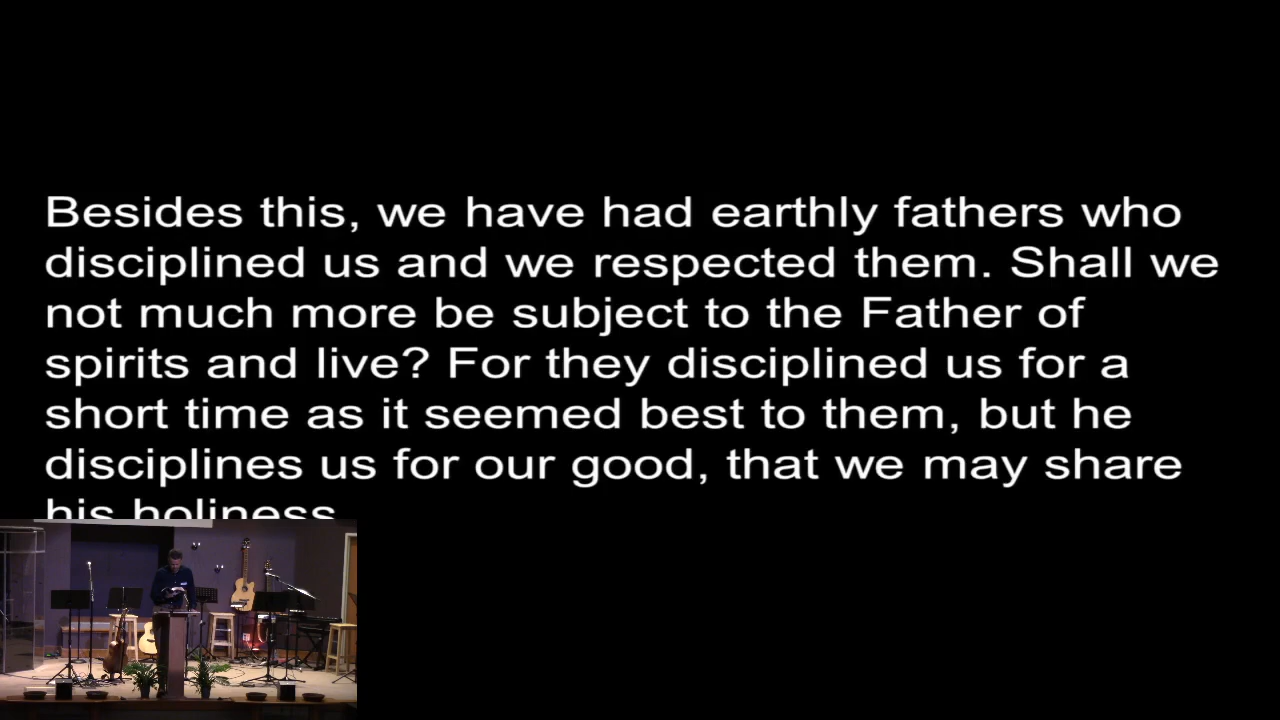 Besides this, we have had earthly fathers who
disciplined us and we respected them. Shall we
not much more be subject to the Father of
spirits and live? For they disciplined us for a
short time as it seemed best to them, but he
disciplines us for our good, that we may share
his holiness.